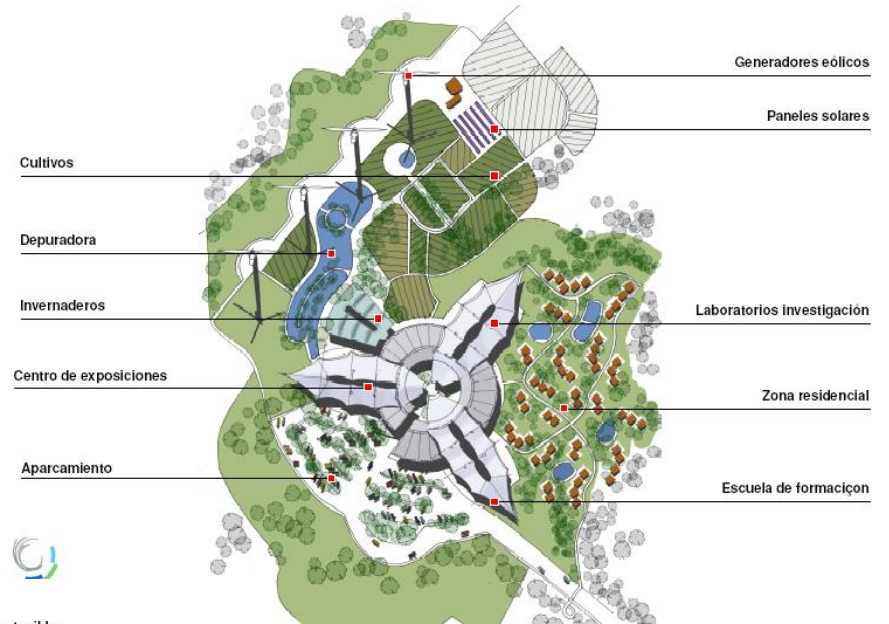 Generadores eólicos
Paneles solares
Cultivos
Depuradora
Invernaderos
Laboratorios investigación
Centro de exposiciones
Zona residencial
Aparcamiento
Escuela de formaciçon